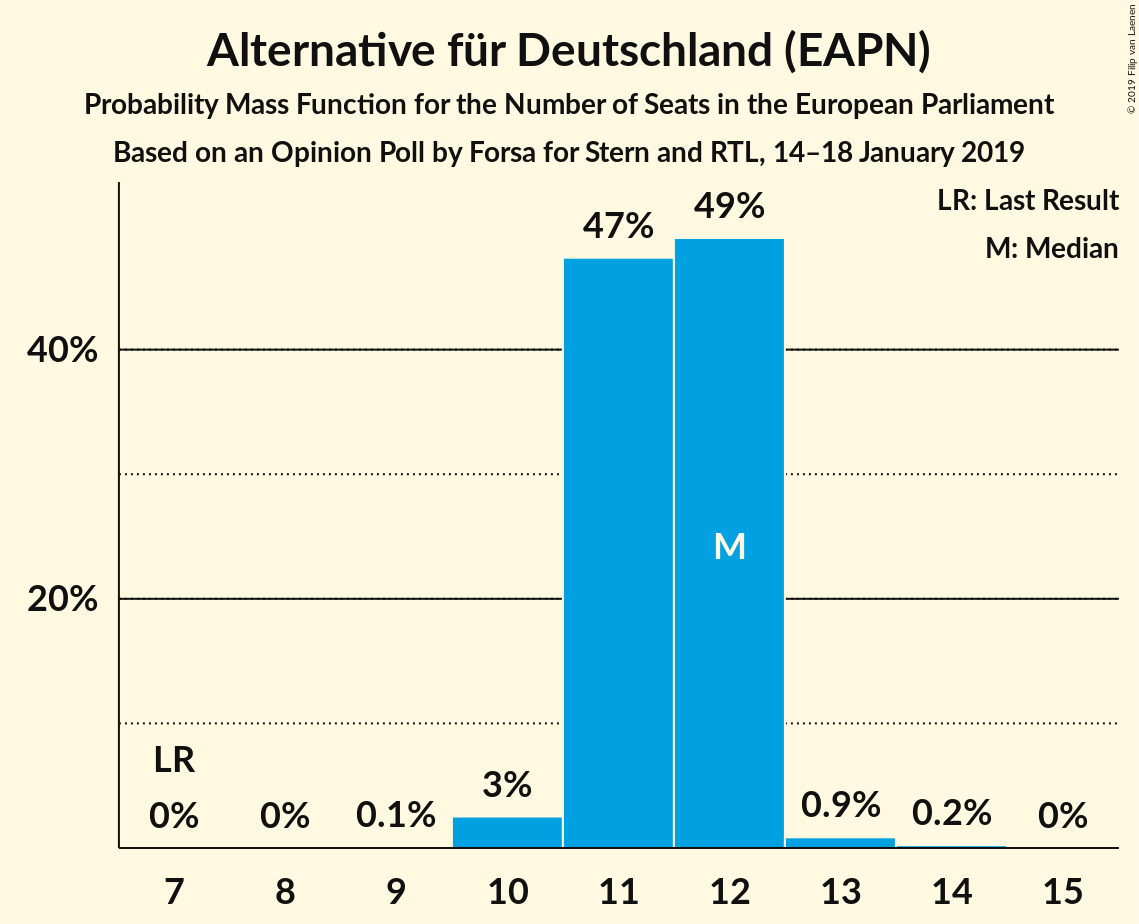 Alternative für Deutschland (EAPN)
Probability Mass Function for the Number of Seats in the European Parliament
Based on an Opinion Poll by Forsa for Stern and RTL, 14–18 January 2019
© 2019 Filip van Laenen
LR: Last Result
M: Median
40%
20%
LR
0%
0%
0.1%
3%
47%
49%
M
0.9%
0.2%
0%
7
8
9
10
11
12
13
14
15